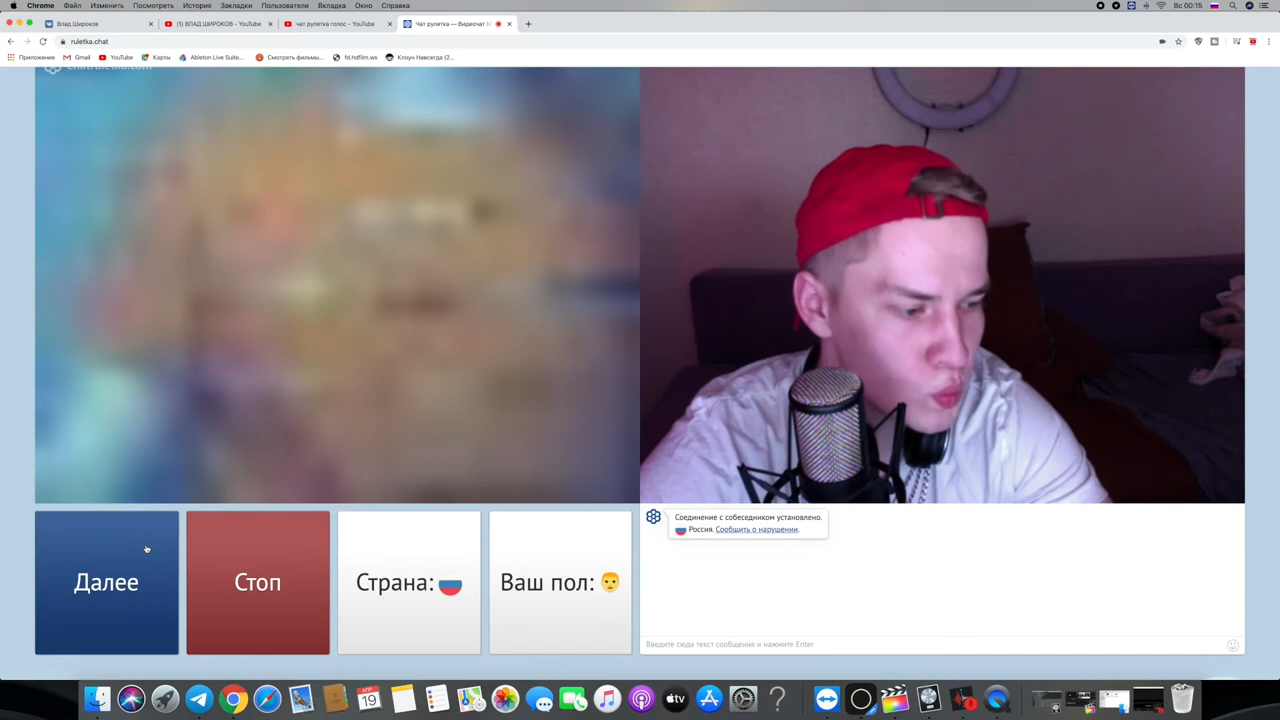 Chrome Файл Изменить Посмотреть История Закладки Пользователи Вкладка Окно Справка Вс 00:15
Влад Широков
(1) ВЛАД ШИРОКОВ - YouTube
чат рулетка голос - YouTube
Чат рулетка — Видеочат
ruletka.chat
Приложения Gmail YouTube Карты Ableton Live Suite... Смотреть фильмы... fd.hdfilm.ws Клоун Навсегда (2...
Соединение с собеседником установлено.
Россия. Сообщить о нарушении.
Далее
Стоп
Страна:
Ваш пол:
Введите сюда текст сообщения и нажмите Enter
АПР
19
tv